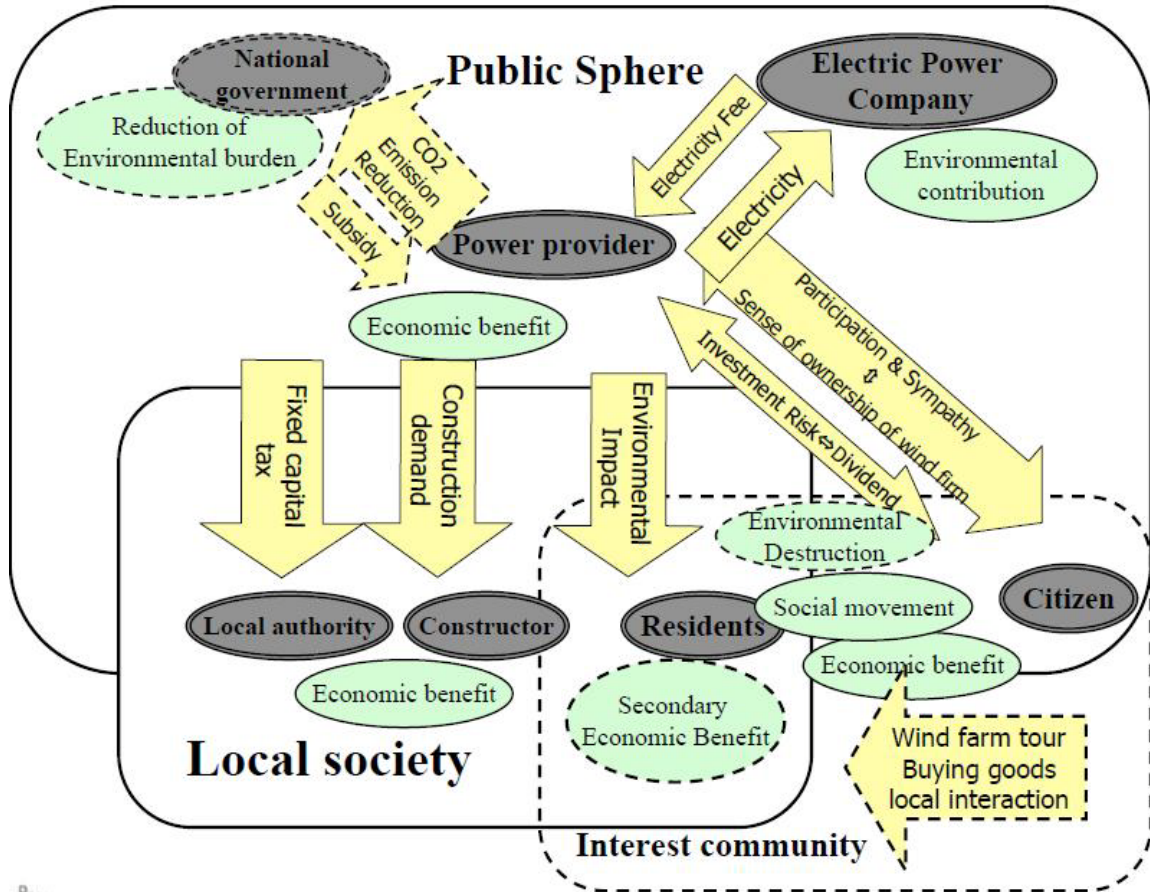 National
government
Public Sphere
Electric Power
Company
Reduction of
Environmental burden
CO2
Emission
Reduction
Subsidy
Electricity Fee
Electricity
Environmental
contribution
Power provider
Economic benefit
Participation & Sympathy
⇕
Sense of ownership of wind firm
Investment Risk⇔Dividend
Fixed capital
tax
Construction
demand
Environmental
Impact
Environmental
Destruction
Social movement
Economic benefit
Citizen
Local authority
Constructor
Residents
Economic benefit
Secondary
Economic Benefit
Local society
Wind farm tour
Buying goods
local interaction
Interest community